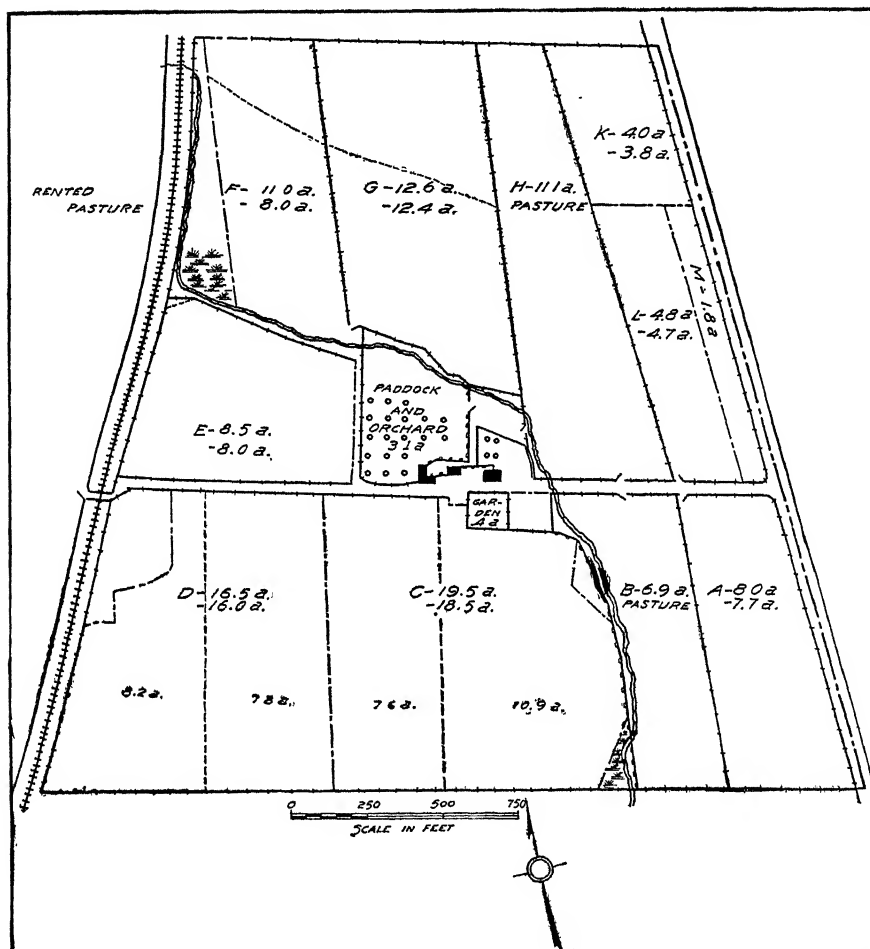 K-4.0 a.
-3.8 a.
RENTED
PASTURE
F- 11.0 a.
- 8.0 a.
G-12.6 a.
-12.4 a.
H-11.1 a.
PASTURE
M-1.8 a
L-4.8 a
-4.7 a.
PADDOCK
AND
ORCHARD
3.1 a
E-8.5 a.
-8.0 a.
GAR-
DEN
.4 a
D-16.5 a.
-16.0 a.
C-19.5 a.
-18.5 a.
B-6.9 a.
PASTURE
A-8.0 a
-7.7 a.
8.2 a.
7.8 a.
7.6 a.
10.9 a.
0 250 500 750
SCALE IN FEET